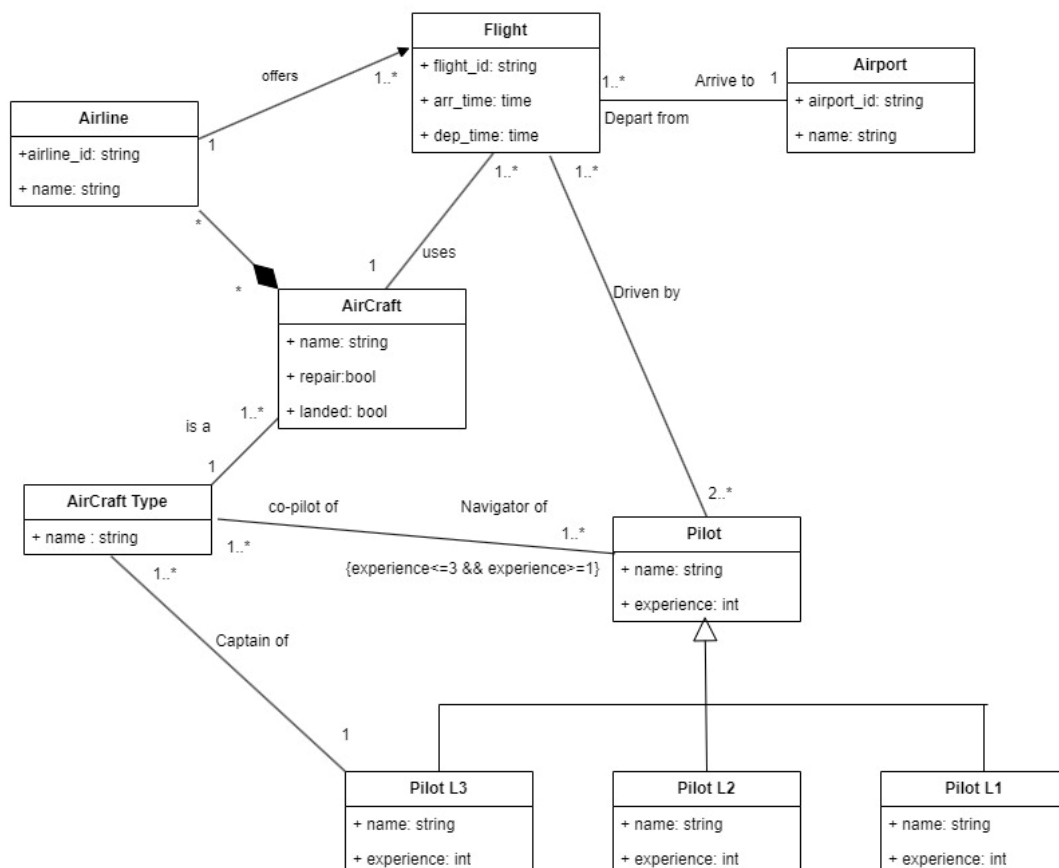 Flight
+ flight_id: string
+ arr_time: time
+ dep_time: time
offers
1..*
1
1..*
Arrive to
1
Depart from
Airport
+ airport_id: string
+ name: string
Airline
+airline_id: string
+ name: string
*
*
1..*
1..*
uses
1
Driven by
AirCraft
+ name: string
+ repair:bool
+ landed: bool
1..*
is a
1
2..*
AirCraft Type
+ name : string
co-pilot of
Navigator of
1..*
1..*
{experience<=3 && experience>=1}
Pilot
+ name: string
+ experience: int
1..*
Captain of
1
Pilot L3
+ name: string
+ experience: int
Pilot L2
+ name: string
+ experience: int
Pilot L1
+ name: string
+ experience: int